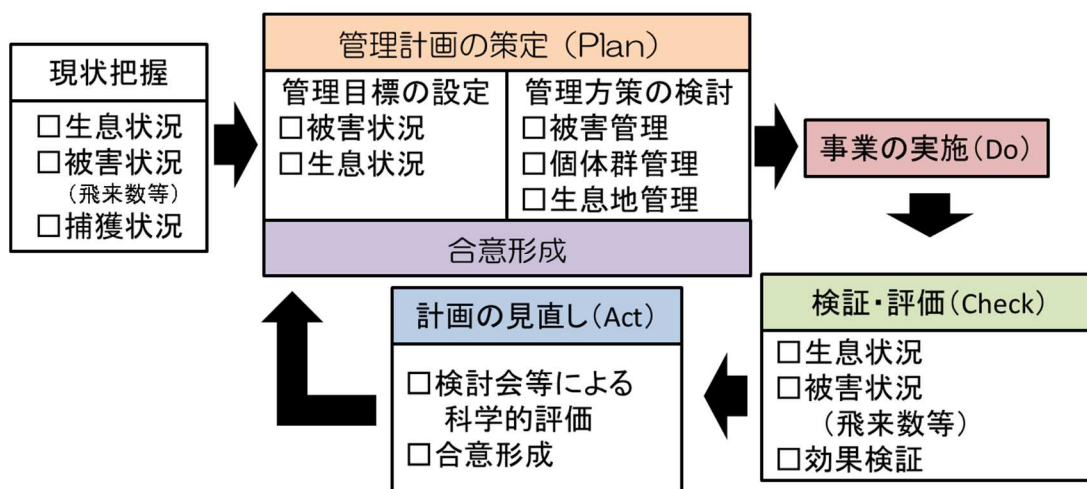 現状把握
□生息状況
□被害状況
(飛来数等)
□捕獲状況
管理計画の策定(Plan)
管理目標の設定
□被害状況
□生息状況
管理方策の検討
□被害管理
□個体群管理
□生息地管理
合意形成
事業の実施(Do)
検証・評価(Check)
□生息状況
□被害状況
(飛来数等)
□効果検証
計画の見直し(Act)
□検討会等による
科学的評価
□合意形成